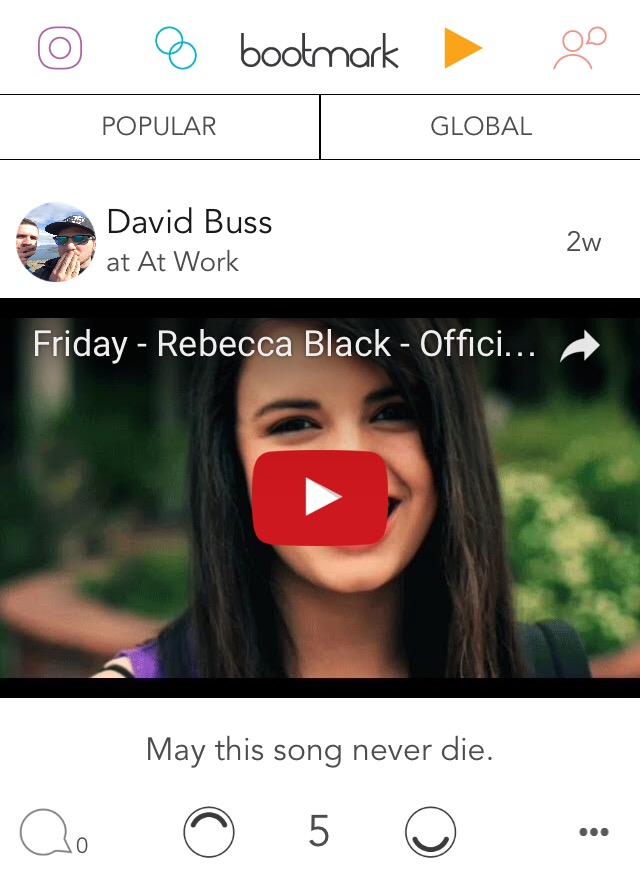 bootmark
POPULAR
GLOBAL
David Buss
at At Work
2w
Friday - Rebecca Black - Offici...
May this song never die.
0
5